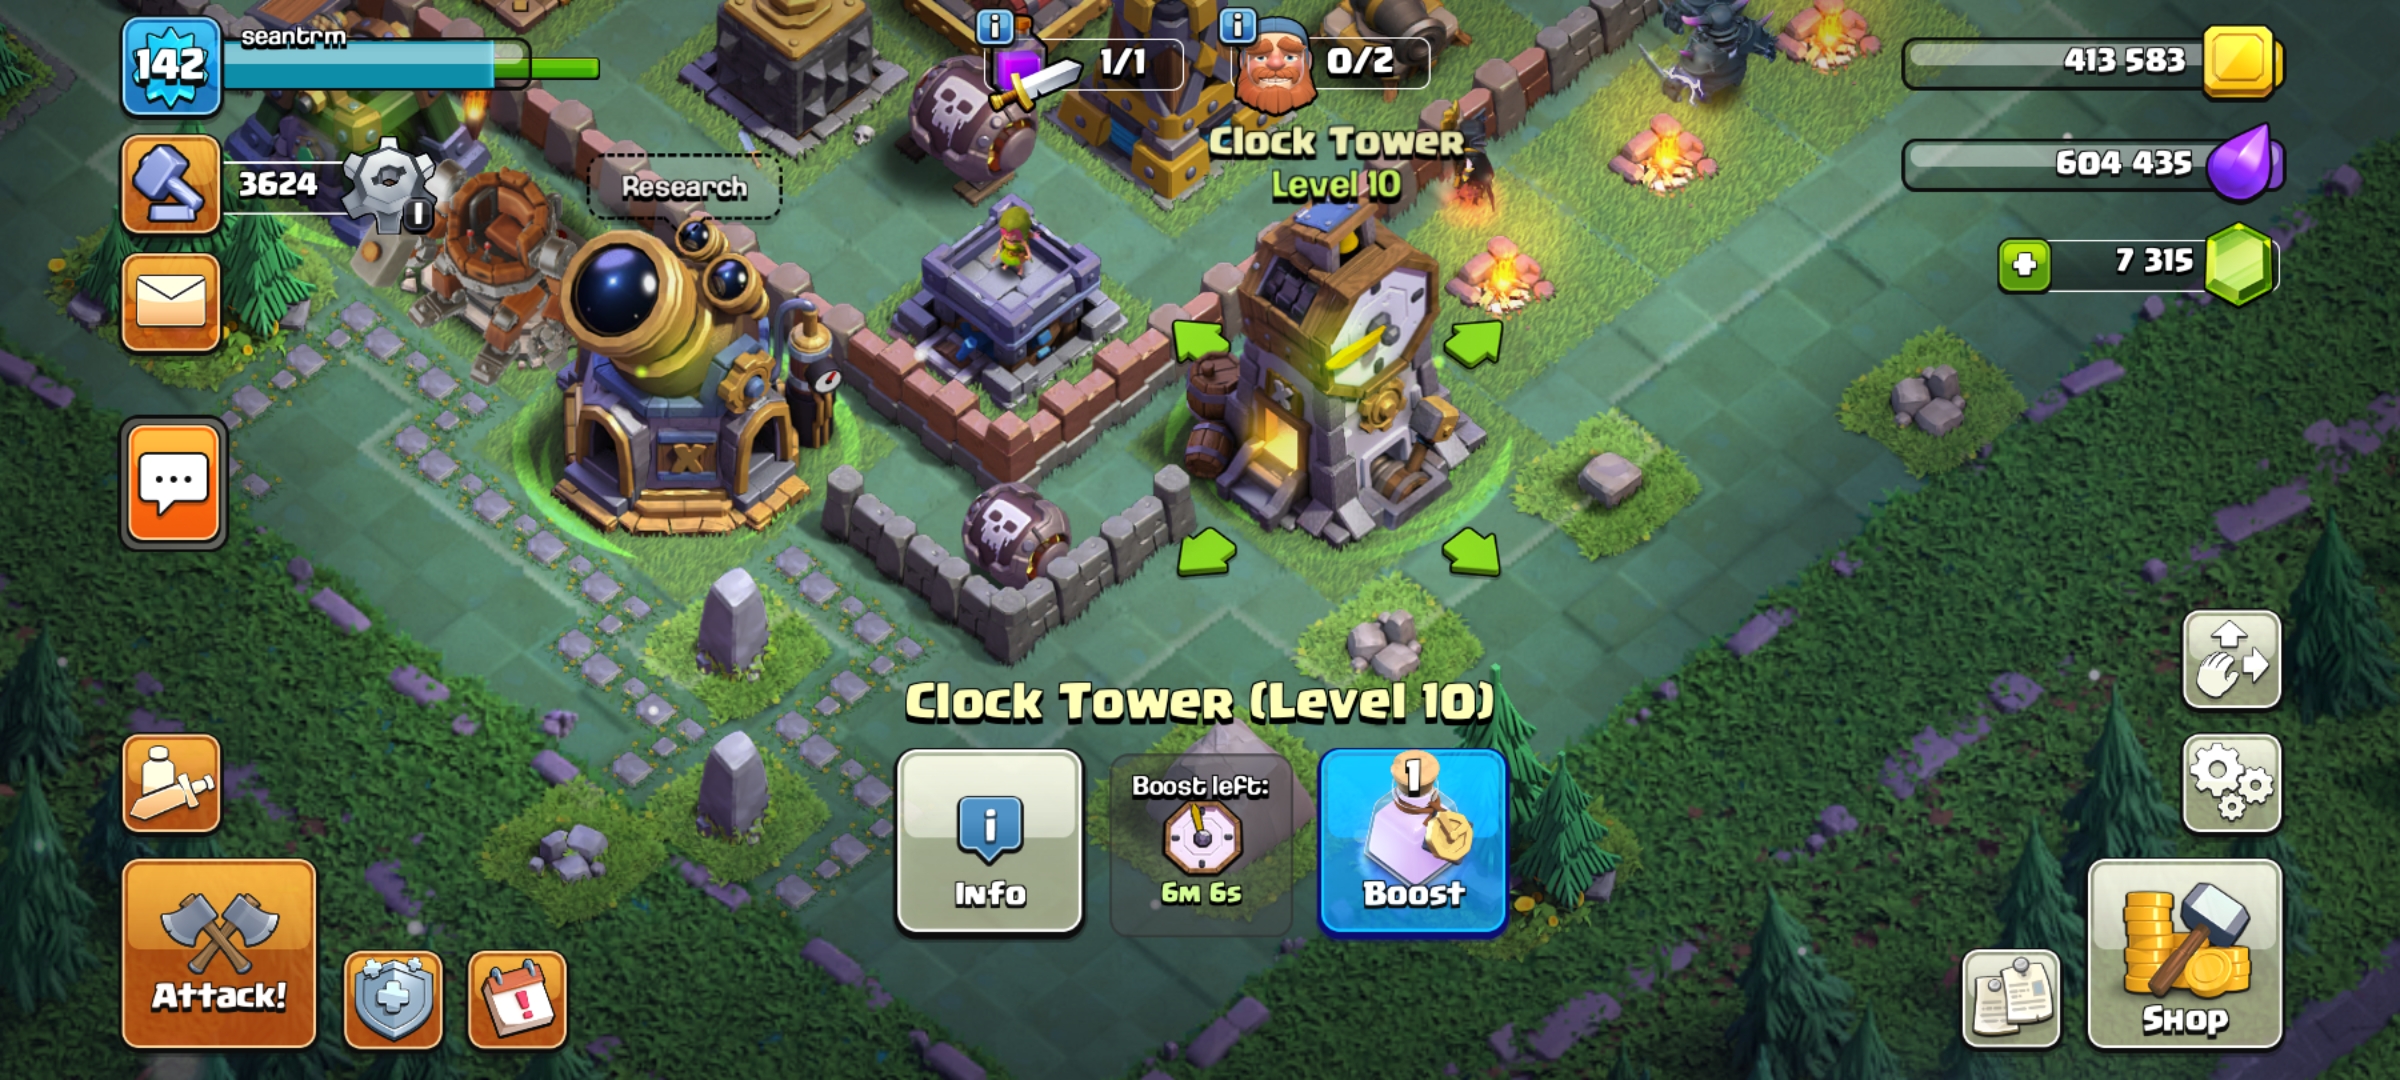 142
seantrm
1/1
0/2
413 583
Clock Tower
Level 10
604 435
3624
I
Research
7 315
Clock Tower (Level 10)
Boost left:
1
Info
6m 6s
Boost
Attack!
Shop